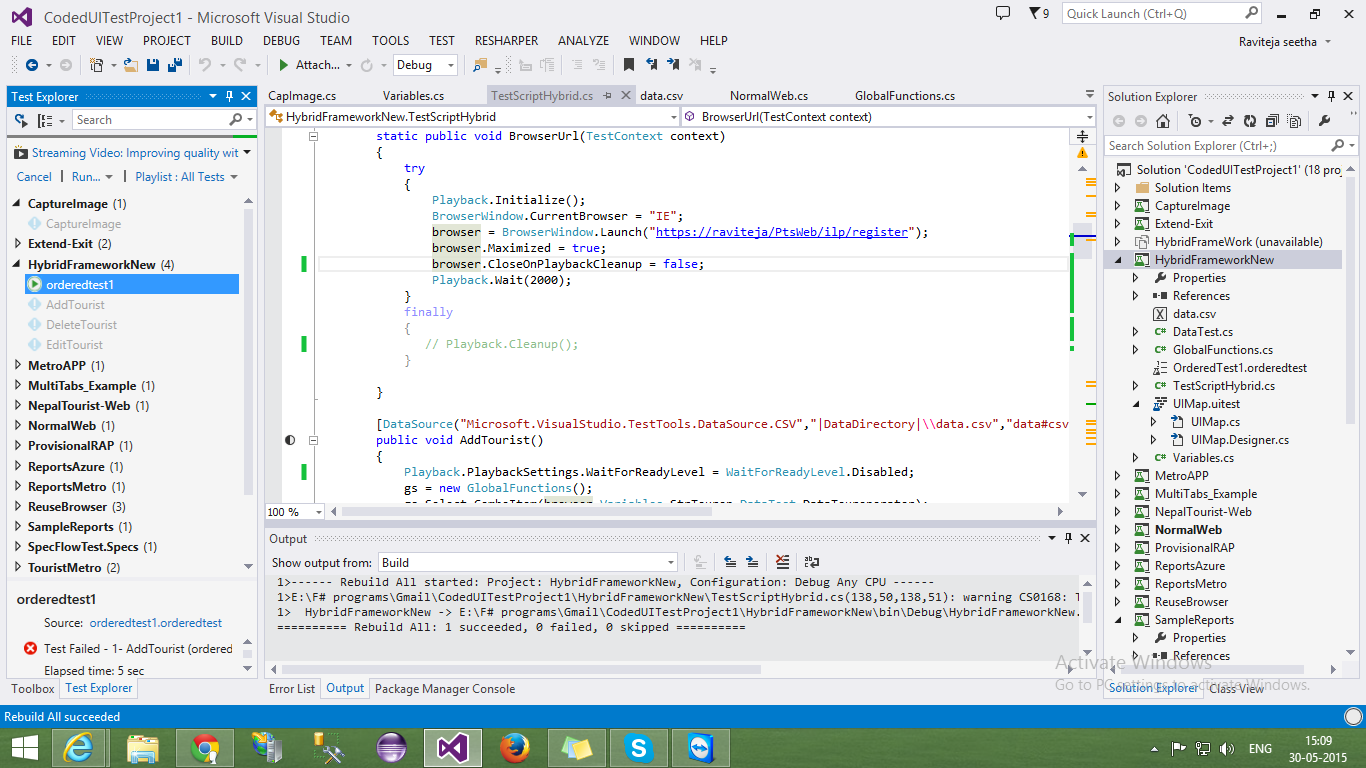 CodedUITestProject1 - Microsoft Visual Studio
9
Quick Launch (Ctrl+Q)
FILE EDIT VIEW PROJECT BUILD DEBUG TEAM TOOLS TEST RESHARPER ANALYZE WINDOW HELP
Raviteja seetha
Attach... Debug
Test Explorer
Search
Streaming Video: Improving quality wit
Cancel Run... Playlist : All Tests
CaptureImage (1)
CaptureImage
Extend-Exit (2)
HybridFrameworkNew (4)
orderedtest1
AddTourist
DeleteTourist
EditTourist
MetroAPP (1)
MultiTabs_Example (1)
NepalTourist-Web (1)
NormalWeb (1)
ProvisionalRAP (1)
ReportsAzure (1)
ReportsMetro (1)
ReuseBrowser (3)
SampleReports (1)
SpecFlowTest.Specs (1)
TouristMetro (2)
orderedtest1
Source: orderedtest1.orderedtest
Test Failed - 1- AddTourist (ordered
Elapsed time: 5 sec
Toolbox Test Explorer
CapImage.cs Variables.cs TestScriptHybrid.cs data.csv NormalWeb.cs GlobalFunctions.cs
HybridFrameworkNew.TestScriptHybrid BrowserUrl(TestContext context)
static public void BrowserUrl(TestContext context)
{
try
{
Playback.Initialize();
BrowserWindow.CurrentBrowser = "IE";
browser = BrowserWindow.Launch("https://raviteja/PtsWeb/ilp/register");
browser.Maximized = true;
browser.CloseOnPlaybackCleanup = false;
Playback.Wait(2000);
}
finally
{
// Playback.Cleanup();
}
}
[DataSource("Microsoft.VisualStudio.TestTools.DataSource.CSV","|DataDirectory|\\data.csv","data#csv
public void AddTourist()
{
Playback.PlaybackSettings.WaitForReadyLevel = WaitForReadyLevel.Disabled;
gs = new GlobalFunctions();
100 %
Output
Show output from: Build
1>------ Rebuild All started: Project: HybridFrameworkNew, Configuration: Debug Any CPU ------
1>E:\F# programs\Gmail\CodedUITestProject1\HybridFrameworkNew\TestScriptHybrid.cs(138,50,138,51): warning CS0168: T
1> HybridFrameworkNew -> E:\F# programs\Gmail\CodedUITestProject1\HybridFrameworkNew\bin\Debug\HybridFrameworkNew.
========== Rebuild All: 1 succeeded, 0 failed, 0 skipped ==========
Error List Output Package Manager Console
Solution Explorer
Search Solution Explorer (Ctrl+;)
Solution 'CodedUITestProject1' (18 proj
Solution Items
CaptureImage
Extend-Exit
HybridFrameWork (unavailable)
HybridFrameworkNew
Properties
References
data.csv
DataTest.cs
GlobalFunctions.cs
OrderedTest1.orderedtest
TestScriptHybrid.cs
UIMap.uitest
UIMap.cs
UIMap.Designer.cs
Variables.cs
MetroAPP
MultiTabs_Example
NepalTourist-Web
NormalWeb
ProvisionalRAP
ReportsAzure
ReportsMetro
ReuseBrowser
SampleReports
Properties
References
Activate Windows
Go to PC settings to activate Windows.
Solution Explorer Class View
Rebuild All succeeded
ENG
15:09
30-05-2015